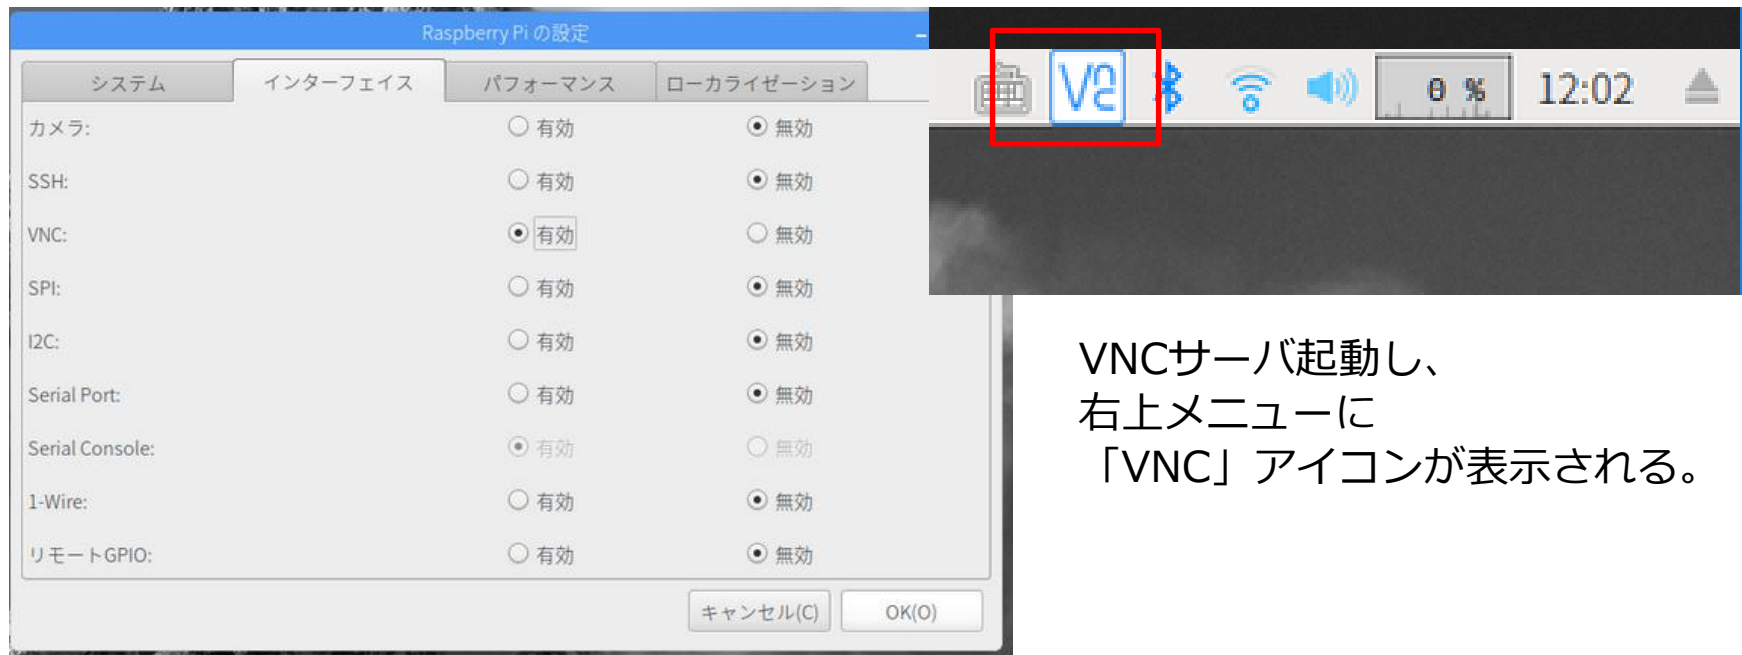 Raspberry Pi の設定
システム インターフェイス パフォーマンス ローカライゼーション
カメラ: 有効 無効
SSH: 有効 無効
VNC: 有効 無効
SPI: 有効 無効
I2C: 有効 無効
Serial Port: 有効 無効
Serial Console: 有効 無効
1-Wire: 有効 無効
リモートGPIO: 有効 無効
キャンセル(C) OK(O)
0 % 12:02
VNCサーバ起動し、
右上メニューに
「VNC」アイコンが表示される。